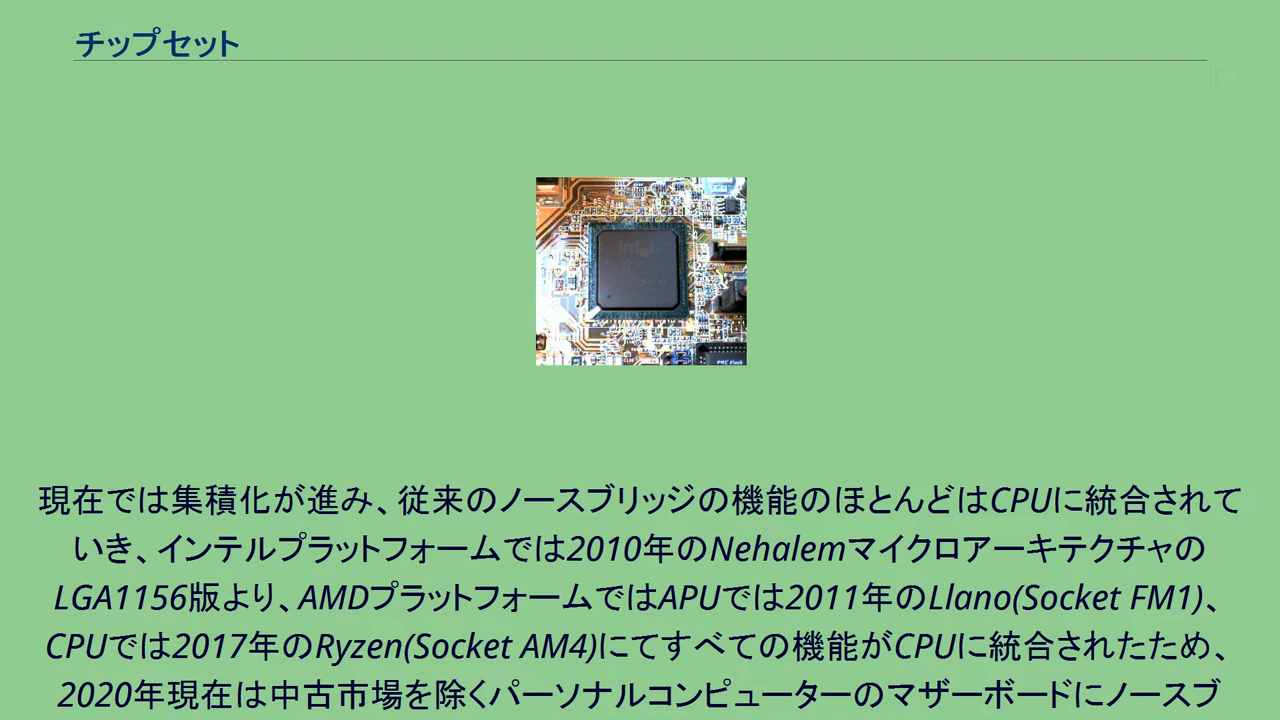 チップセット
intel
PMC Flash
現在では集積化が進み、従来のノースブリッジの機能のほとんどはCPUに統合されて
いき、インテルプラットフォームでは2010年のNehalemマイクロアーキテクチャの
LGA1156版より、AMDプラットフォームではAPUでは2011年のLlano(Socket FM1)、
CPUでは2017年のRyzen(Socket AM4)にてすべての機能がCPUに統合されたため、
2020年現在は中古市場を除くパーソナルコンピューターのマザーボードにノースブ